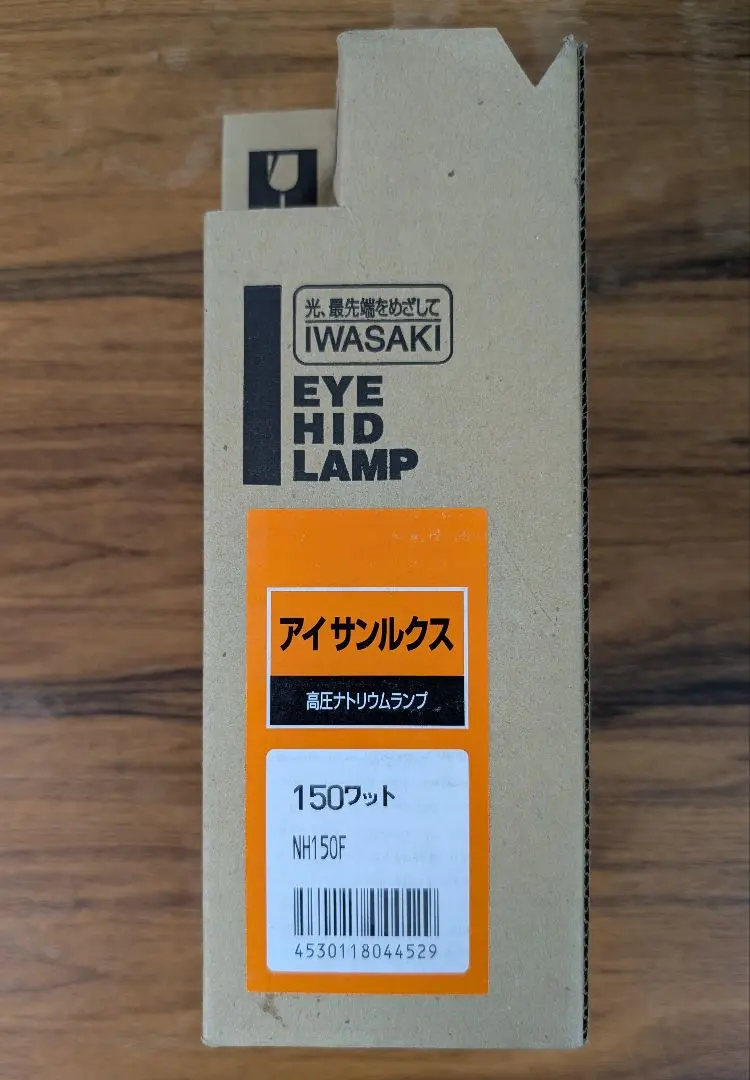 光、最先端をめざして
IWASAKI
EYE
HID
LAMP
アイ サンルクス
高圧ナトリウムランプ
150ワット
NH150F
4530118044529